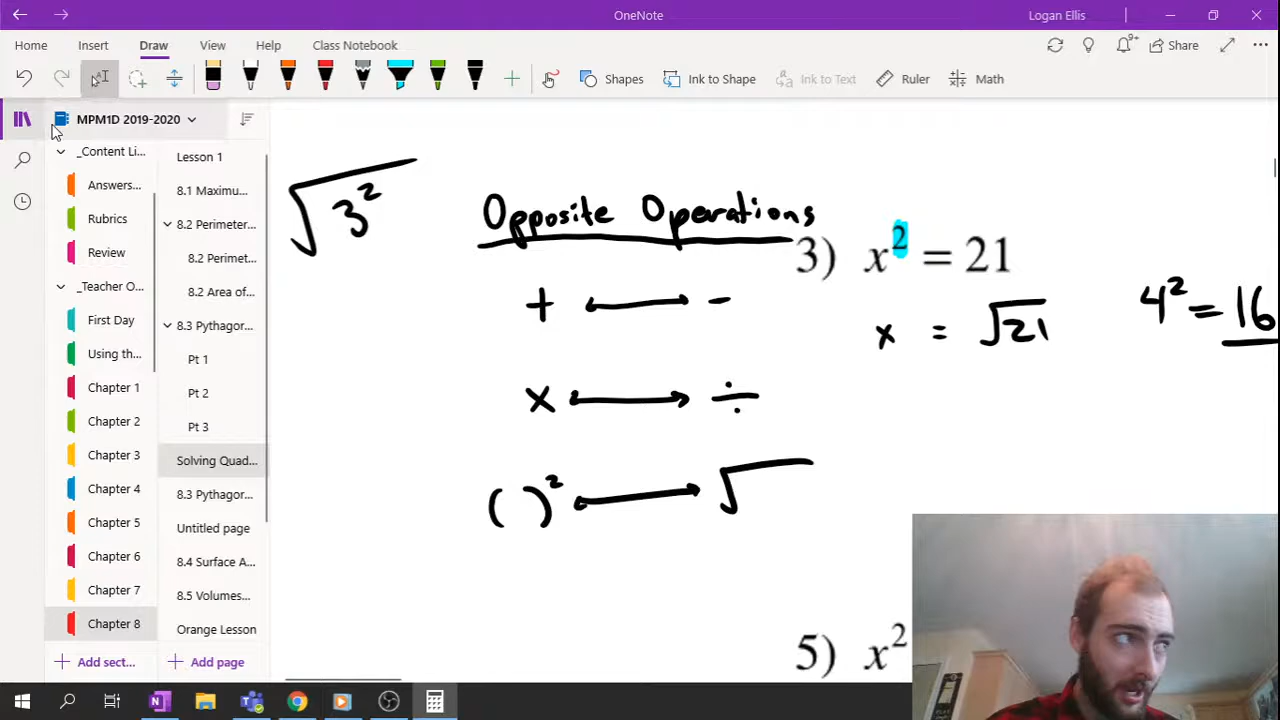 OneNote
Logan Ellis
Home Insert Draw View Help Class Notebook
9+
Share
Shapes
Ink to Shape
Ink to Text
Ruler
Math
MPM1D 2019-2020
_Content Li...
Answers...
Rubrics
Review
_Teacher O...
First Day
Using th...
Chapter 1
Chapter 2
Chapter 3
Chapter 4
Chapter 5
Chapter 6
Chapter 7
Chapter 8
+ Add sect...
Lesson 1
8.1 Maximu...
8.2 Perimeter...
8.2 Perimet...
8.2 Area of...
8.3 Pythagor...
Pt 1
Pt 2
Pt 3
Solving Quad...
8.3 Pythagor...
Untitled page
8.4 Surface A...
8.5 Volumes...
Orange Lesson
+ Add page
√3²
Opposite Operations
+ ↔ -
× ↔ ÷
( )² ↔ √
3) x² = 21
x = √21
4² = 16
5) x²